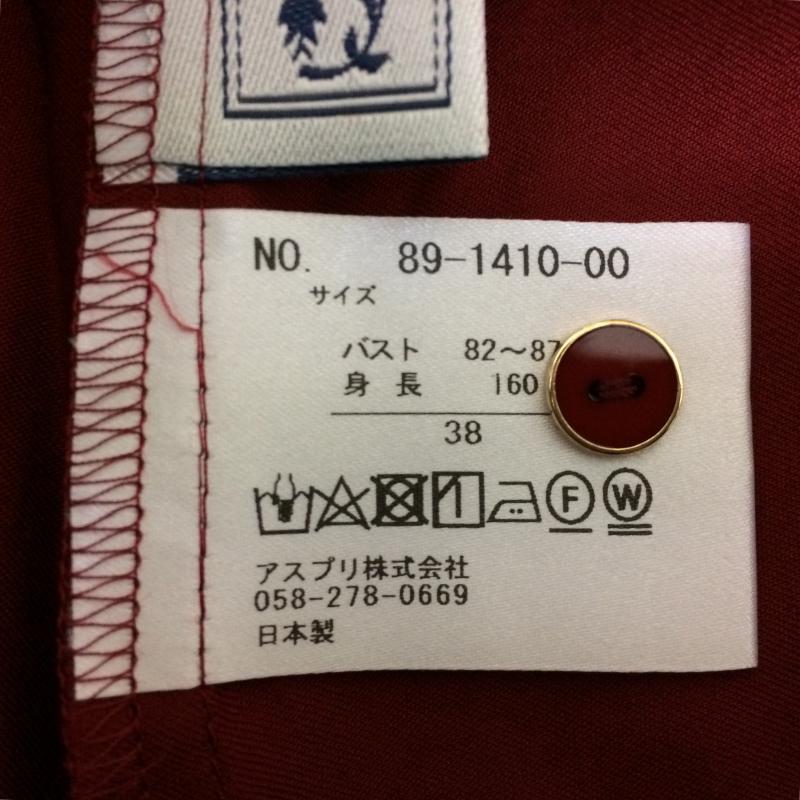 NO. 89-1410-00
サイズ
バスト 82～87
身長 160
38
F W
アスプリ株式会社
058-278-0669
日本製